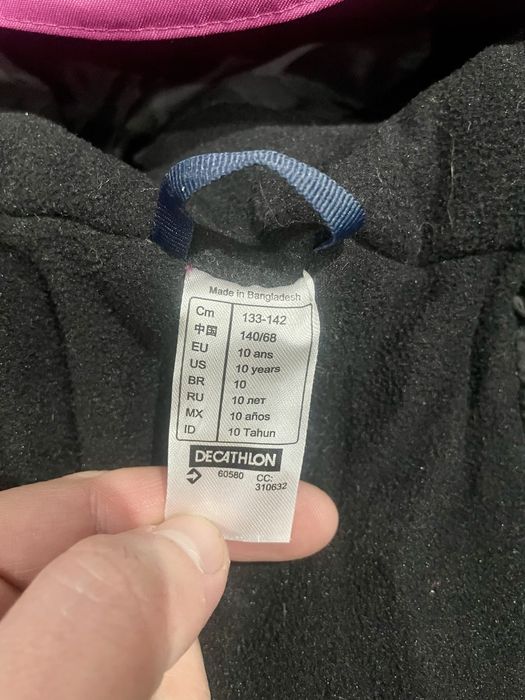 Made in Bangladesh
Cm 133-142
中国 140/68
EU 10 ans
US 10 years
BR 10
RU 10 лет
MX 10 años
ID 10 Tahun
DECATHLON
60580 CC:
310632